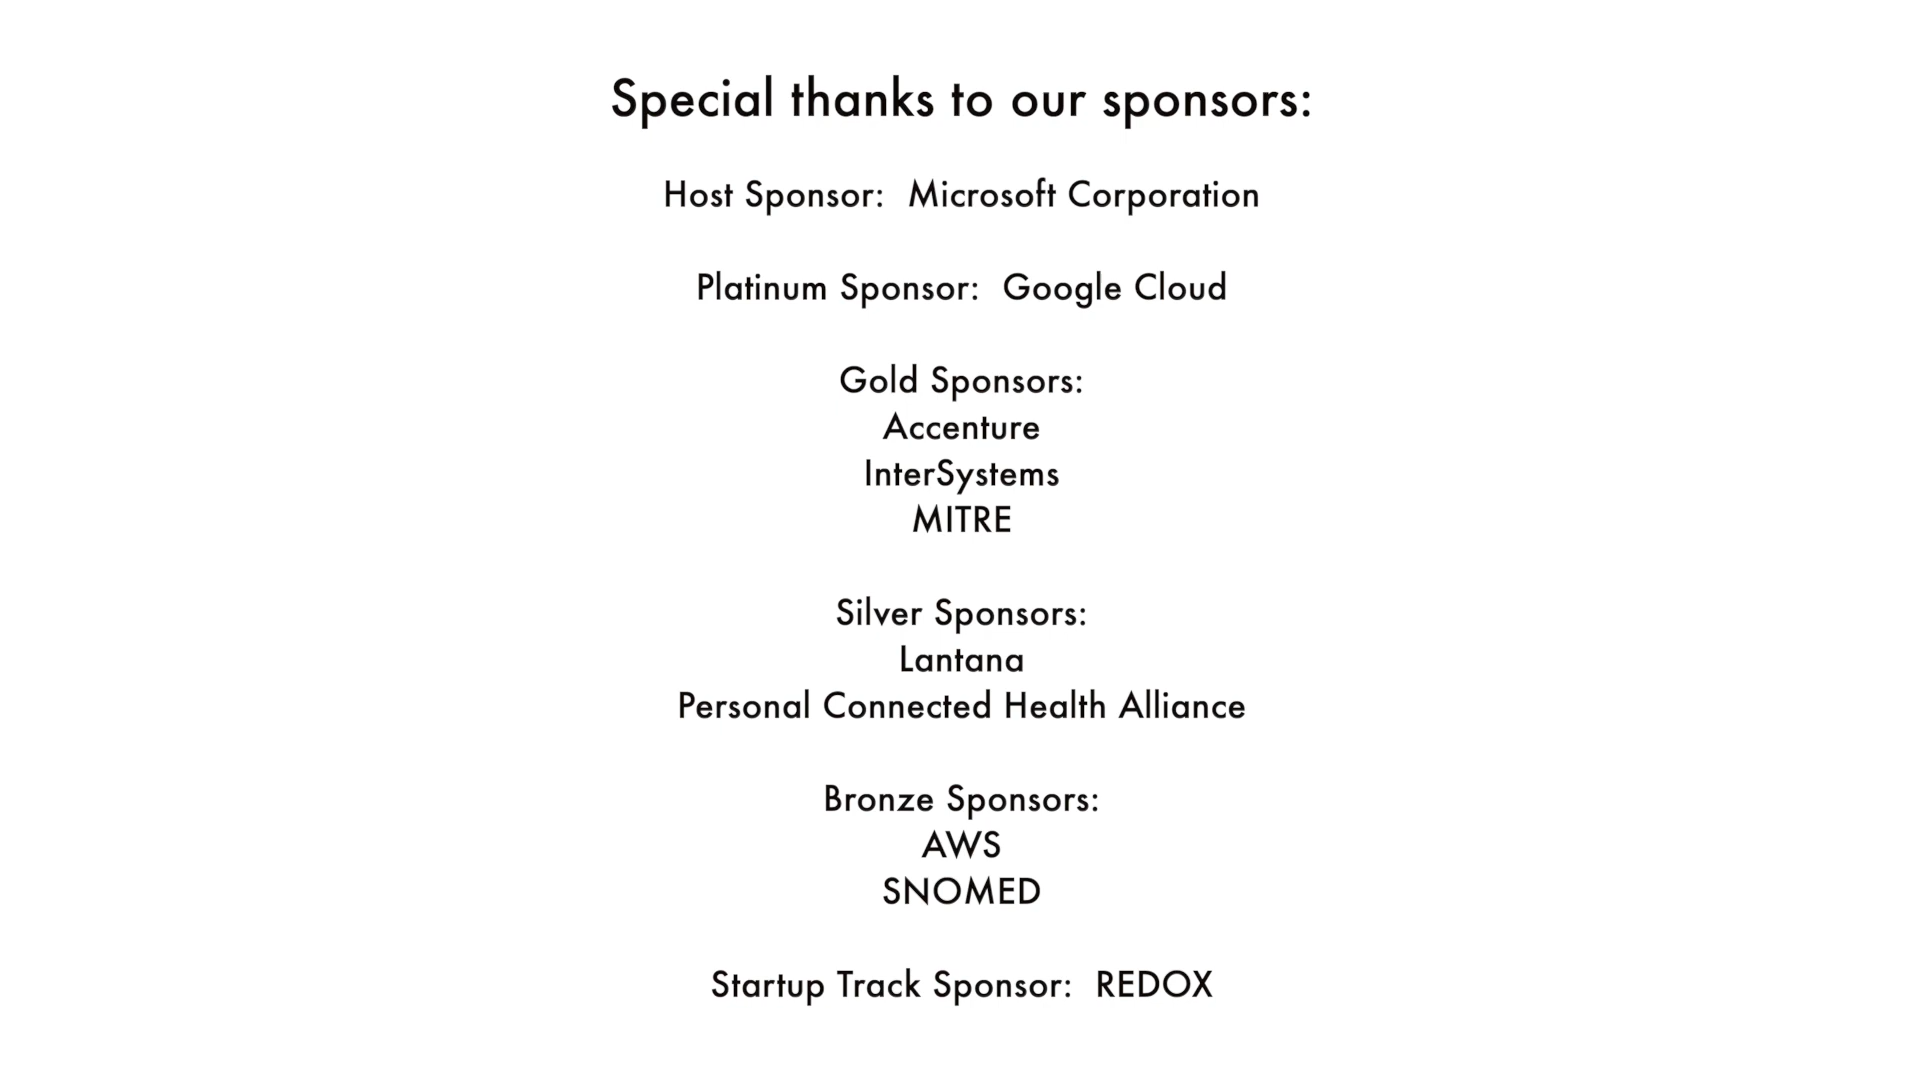 Special thanks to our sponsors:
Host Sponsor:  Microsoft Corporation
Platinum Sponsor:  Google Cloud
Gold Sponsors:
Accenture
InterSystems
MITRE
Silver Sponsors:
Lantana
Personal Connected Health Alliance
Bronze Sponsors:
AWS
SNOMED
Startup Track Sponsor:  REDOX